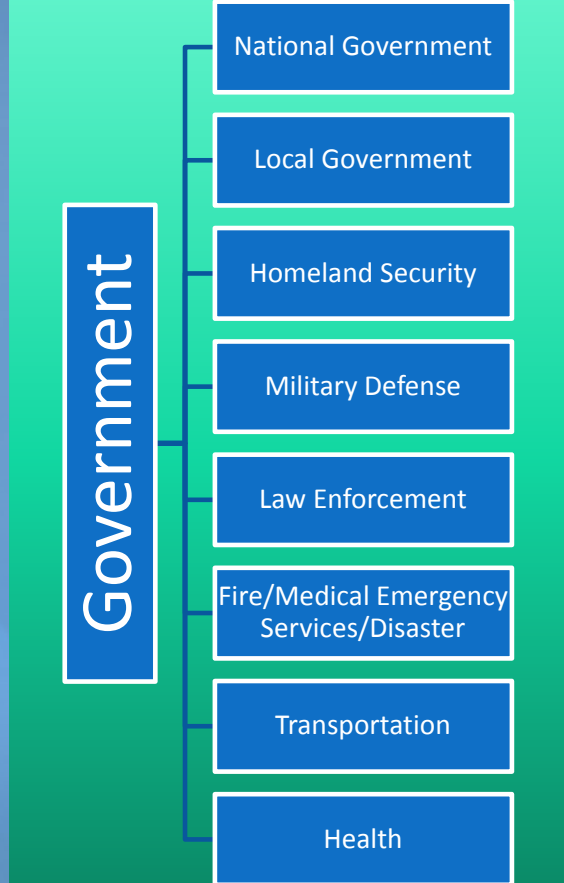 Government
National Government
Local Government
Homeland Security
Military Defense
Law Enforcement
Fire/Medical Emergency
Services/Disaster
Transportation
Health